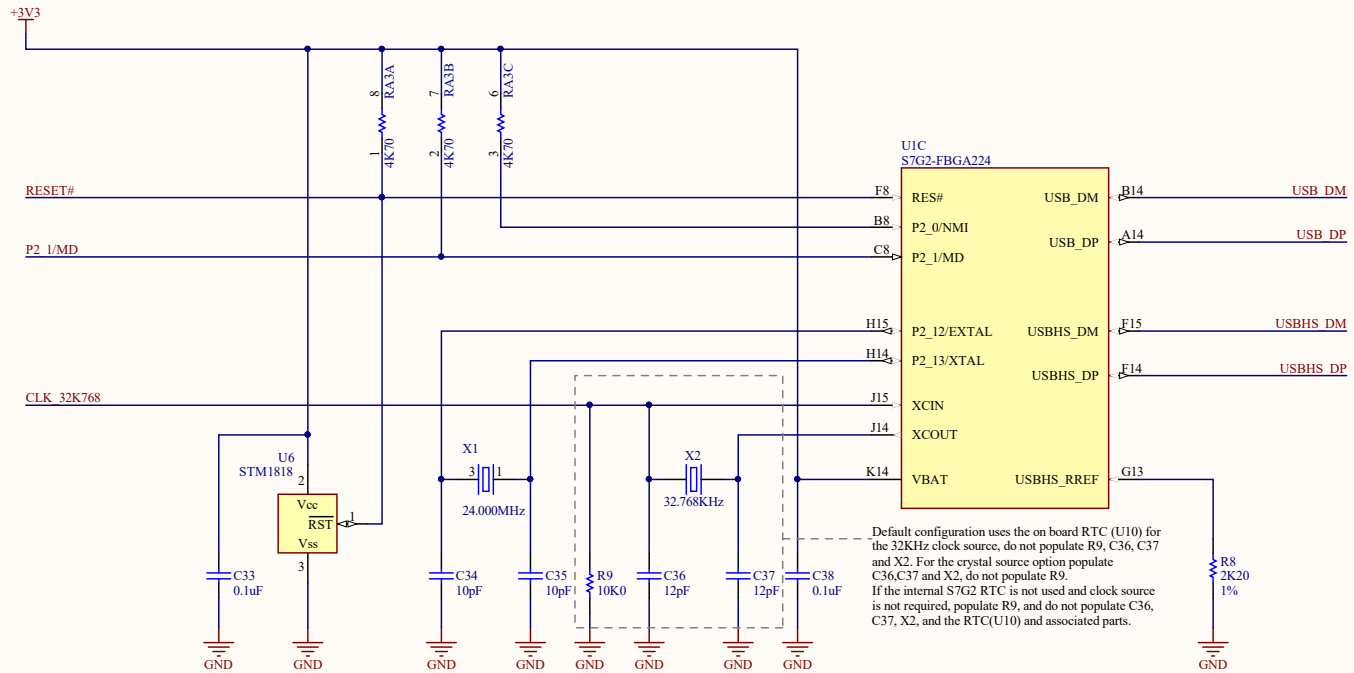 +3V3
8
RA3A
1
4K70
7
RA3B
2
4K70
6
RA3C
3
4K70
U1C
S7G2-FBGA224
RESET#
F8
RES#
USB_DM
B14
USB_DM
B8
P2_0/NMI
USB_DP
A14
USB_DP
P2_1/MD
C8
P2_1/MD
H15
P2_12/EXTAL
USBHS_DM
F15
USBHS_DM
H14
P2_13/XTAL
USBHS_DP
F14
USBHS_DP
CLK_32K768
J15
XCIN
J14
XCOUT
K14
VBAT
USBHS_RREF
G13
U6
STM1818
2
Vcc
RST
1
Vss
3
X1
3
1
24.000MHz
X2
32.768KHz
Default configuration uses the on board RTC (U10) for
the 32KHz clock source, do not populate R9, C36, C37
and X2. For the crystal source option populate
C36,C37 and X2, do not populate R9.
If the internal S7G2 RTC is not used and clock source
is not required, populate R9, and do not populate C36,
C37, X2, and the RTC(U10) and associated parts.
C33
0.1uF
C34
10pF
C35
10pF
R9
10K0
C36
12pF
C37
12pF
C38
0.1uF
R8
2K20
1%
GND
GND
GND
GND
GND
GND
GND
GND
GND